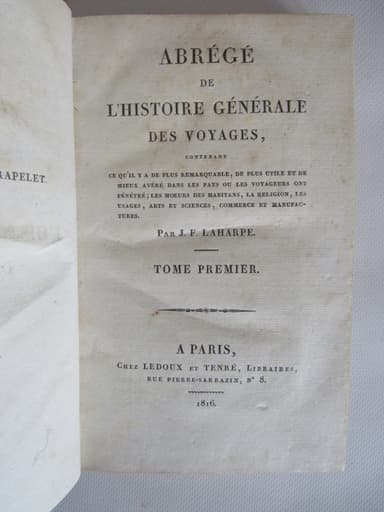 RAPELET.
ABRÉGÉ
DE
L'HISTOIRE GÉNÉRALE
DES VOYAGES,
CONTENANT
CE QU'IL Y A DE PLUS REMARQUABLE, DE PLUS UTILE ET DE
MIEUX AVÉRÉ DANS LES PAYS OU LES VOYAGEURS ONT
PÉNÉTRÉ; LES MOEURS DES HABITANS, LA RELIGION, LES
USAGES, ARTS ET SCIENCES, COMMERCE ET MANUFAC-
TURES.
PAR J. F. LAHARPE.
TOME PREMIER.
A PARIS,
CHEZ LEDOUX ET TENRÉ, LIBRAIRES,
RUE PIERRE-SARRAZIN, N° 8.
1816.